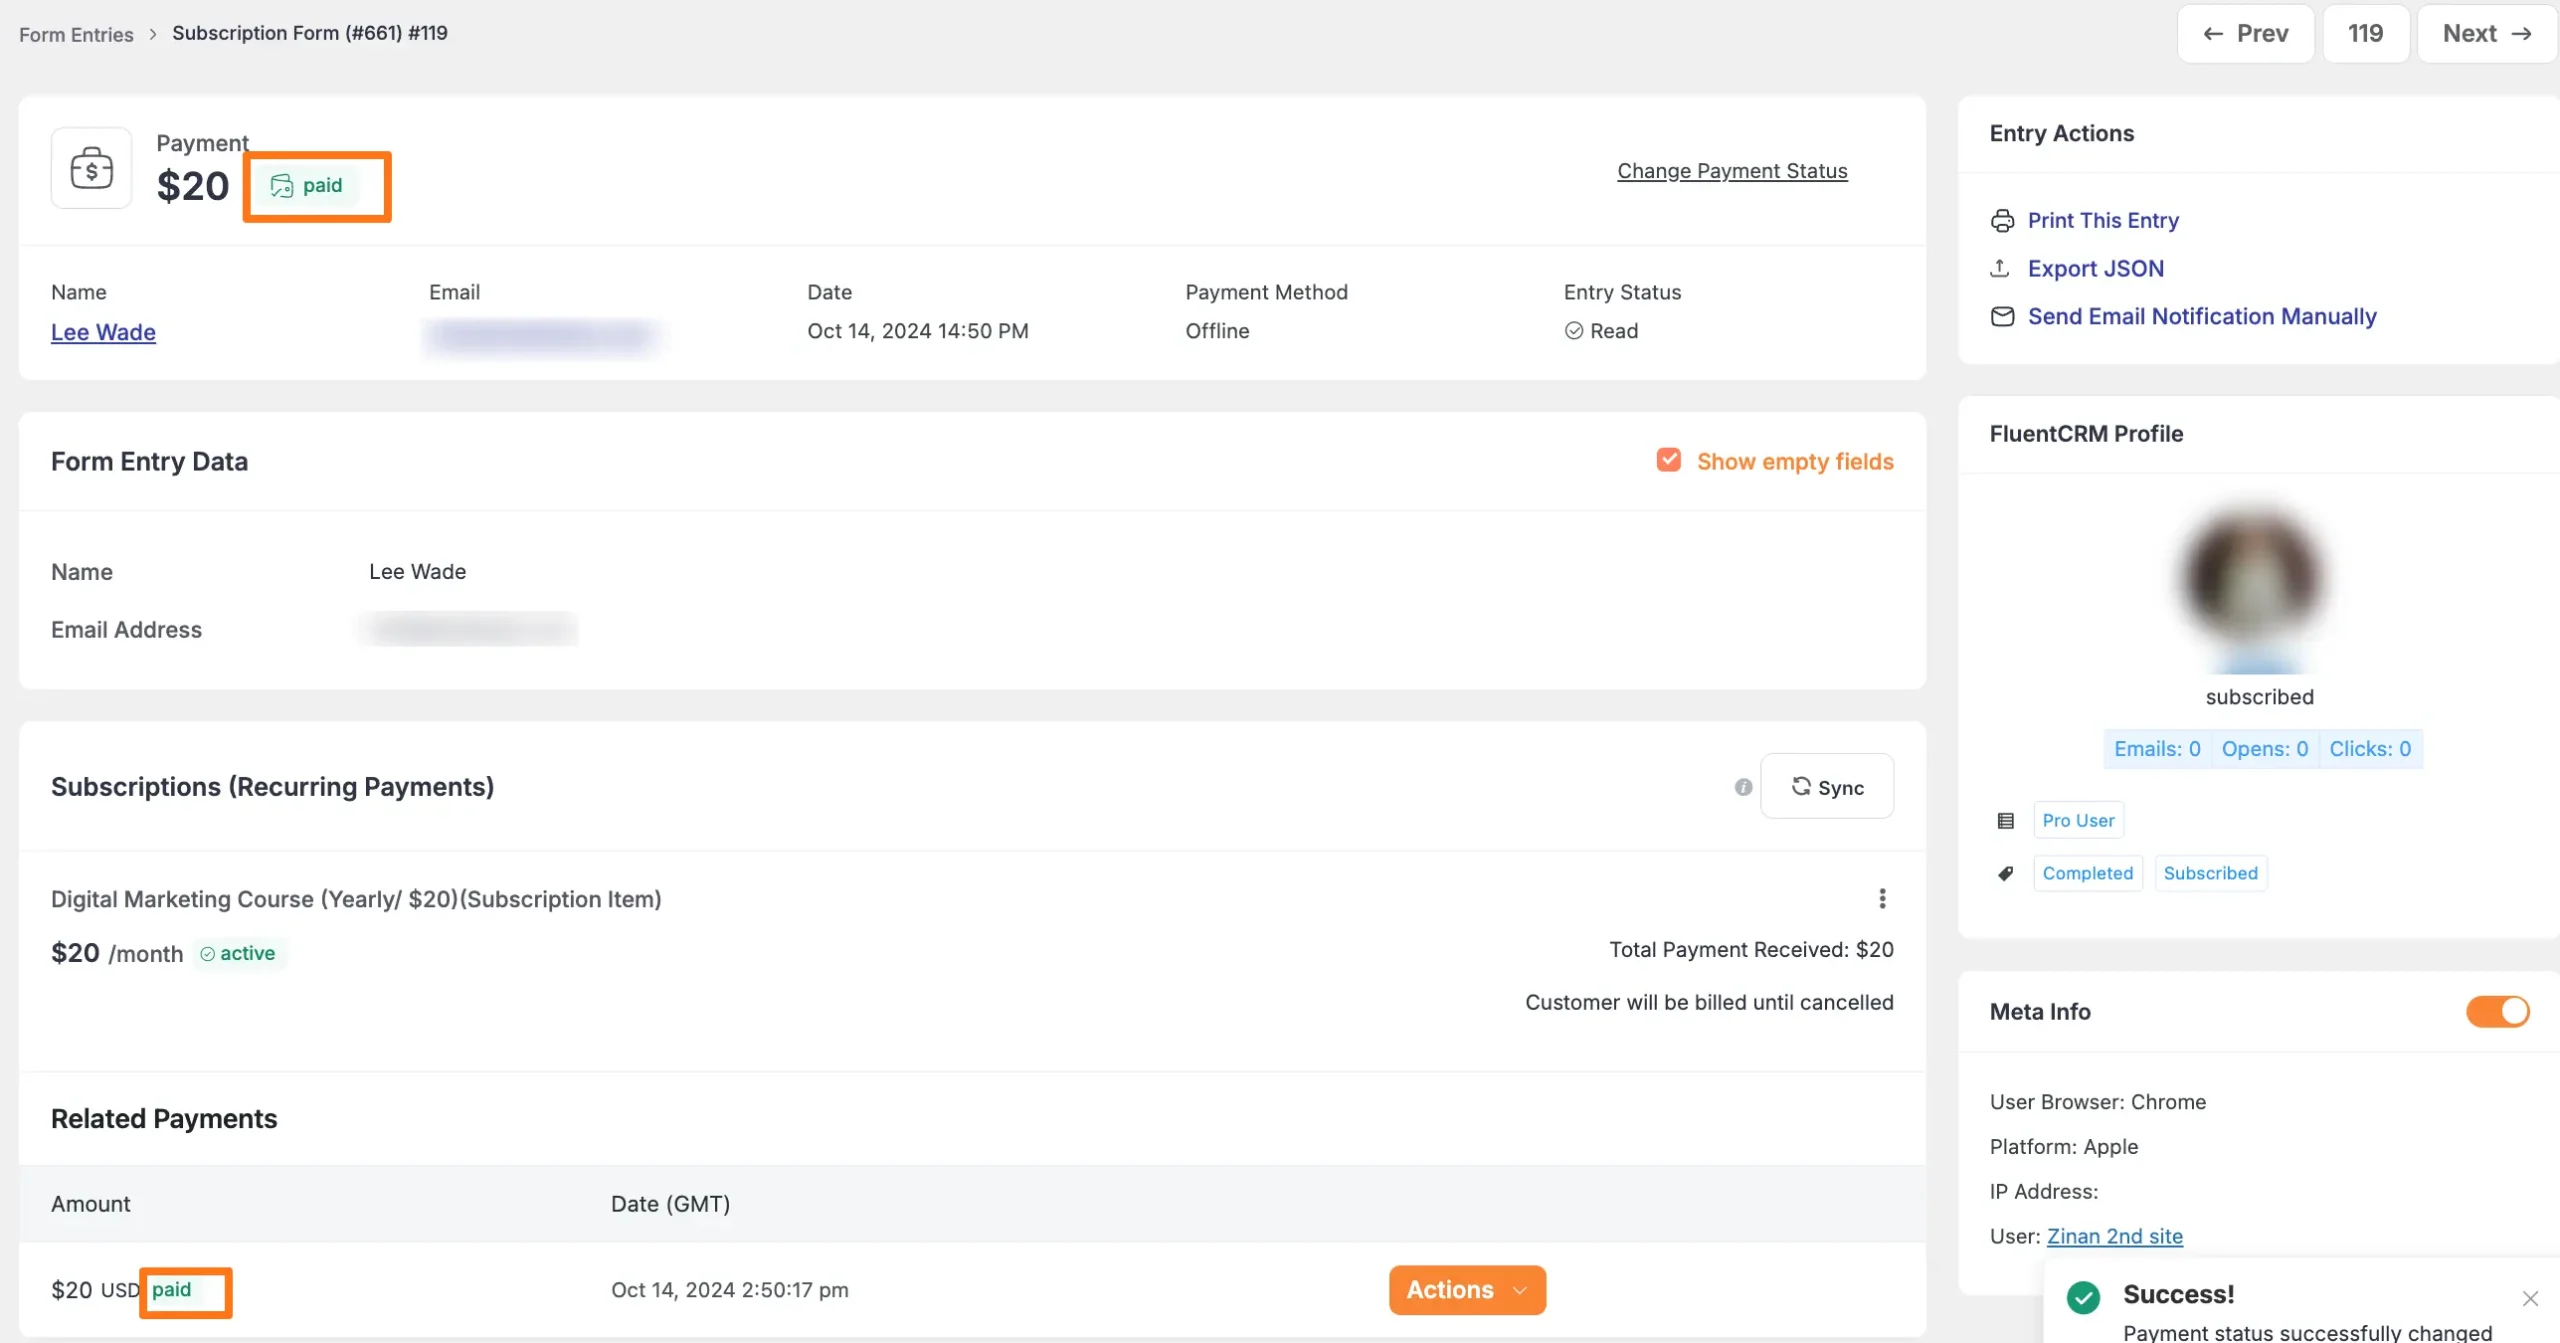 Form Entries > Subscription Form (#661) #119
← Prev 119 Next →
Payment
$20 paid
Change Payment Status
Name Email Date Payment Method Entry Status
Lee Wade Oct 14, 2024 14:50 PM Offline Read
Form Entry Data
Show empty fields
Name Lee Wade
Email Address
Subscriptions (Recurring Payments)
Sync
Digital Marketing Course (Yearly/ $20)(Subscription Item)
$20 /month active
Total Payment Received: $20
Customer will be billed until cancelled
Related Payments
Amount Date (GMT)
$20 USD paid Oct 14, 2024 2:50:17 pm Actions
Entry Actions
Print This Entry
Export JSON
Send Email Notification Manually
FluentCRM Profile
subscribed
Emails: 0 Opens: 0 Clicks: 0
Pro User
Completed Subscribed
Meta Info
User Browser: Chrome
Platform: Apple
IP Address:
User: Zinan 2nd site
Success!
Payment status successfully changed